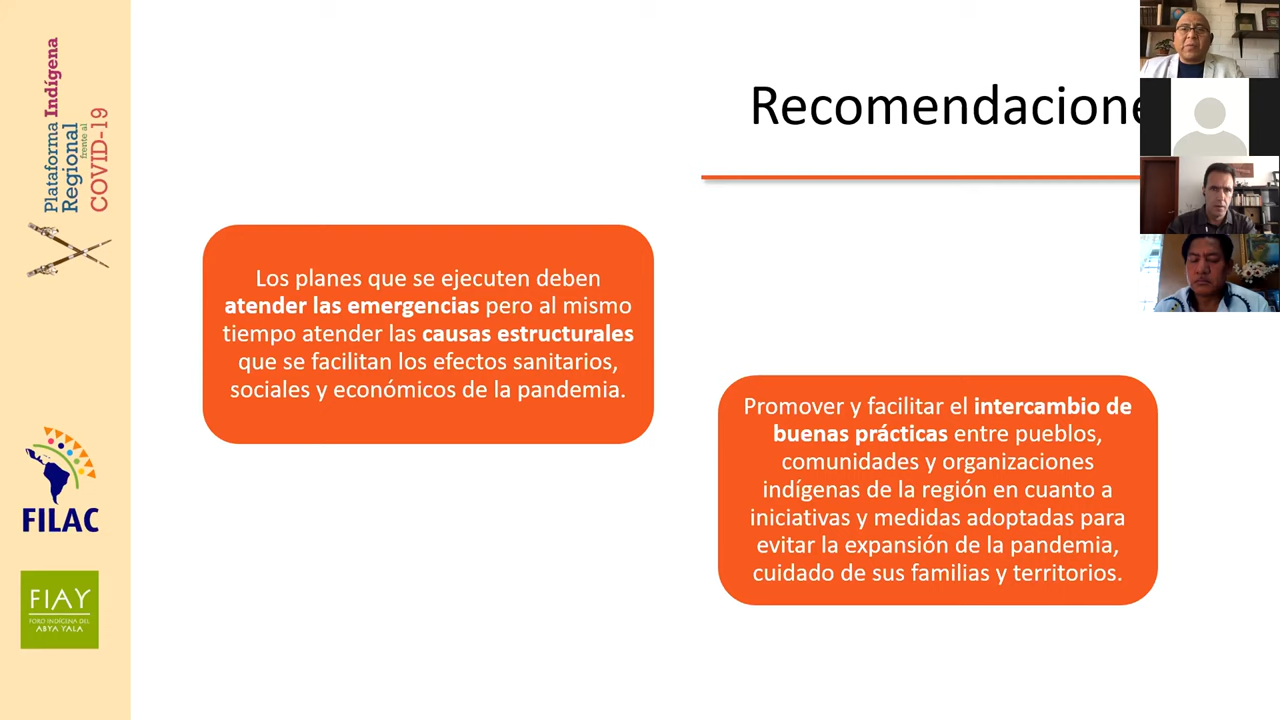 Plataforma Indígena
Regional
frente al
COVID-19
FILAC
FIAY
FORO INDÍGENA DEL
ABYA YALA
Recomendacione
Los planes que se ejecuten deben
atender las emergencias pero al mismo
tiempo atender las causas estructurales
que se facilitan los efectos sanitarios,
sociales y económicos de la pandemia.
Promover y facilitar el intercambio de
buenas prácticas entre pueblos,
comunidades y organizaciones
indígenas de la región en cuanto a
iniciativas y medidas adoptadas para
evitar la expansión de la pandemia,
cuidado de sus familias y territorios.